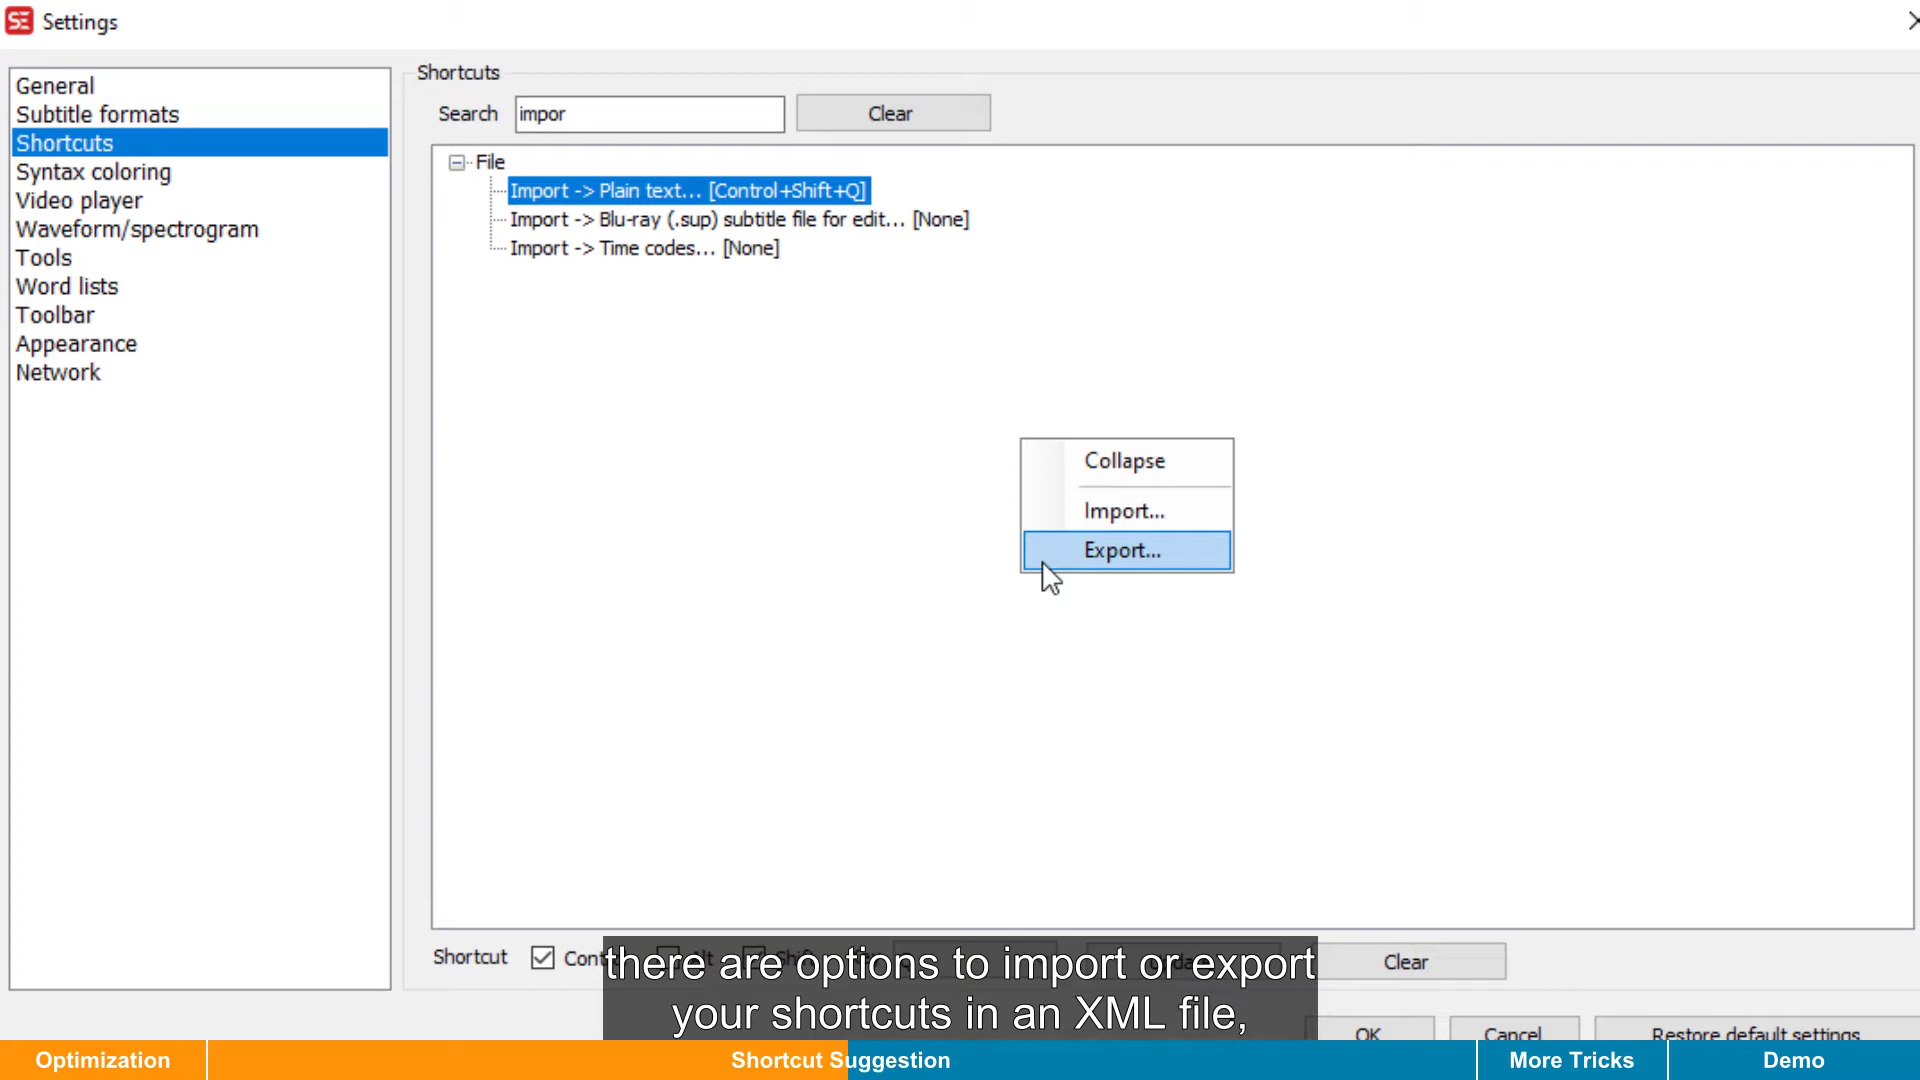 SE Settings
General
Subtitle formats
Shortcuts
Syntax coloring
Video player
Waveform/spectrogram
Tools
Word lists
Toolbar
Appearance
Network
Shortcuts
Search impor Clear
File
Import -> Plain text... [Control+Shift+Q]
Import -> Blu-ray (.sup) subtitle file for edit... [None]
Import -> Time codes... [None]
Collapse
Import...
Export...
Shortcut Clear
there are options to import or export
your shortcuts in an XML file,
OK Cancel Restore default settings
Optimization Shortcut Suggestion More Tricks Demo